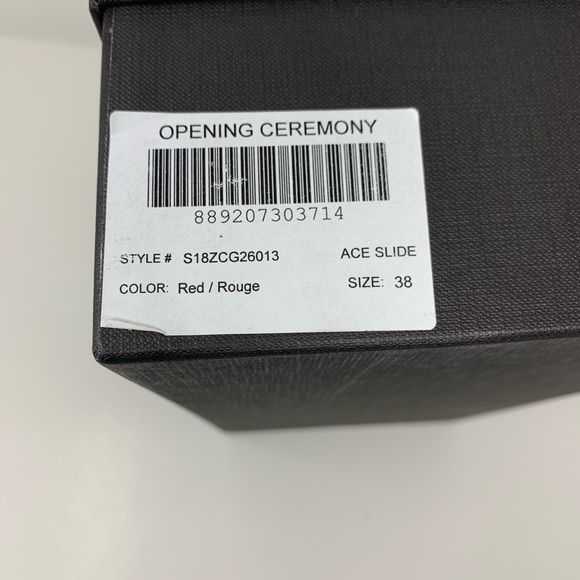 OPENING CEREMONY
889207303714
STYLE # S18ZCG26013 ACE SLIDE
COLOR: Red / Rouge SIZE: 38